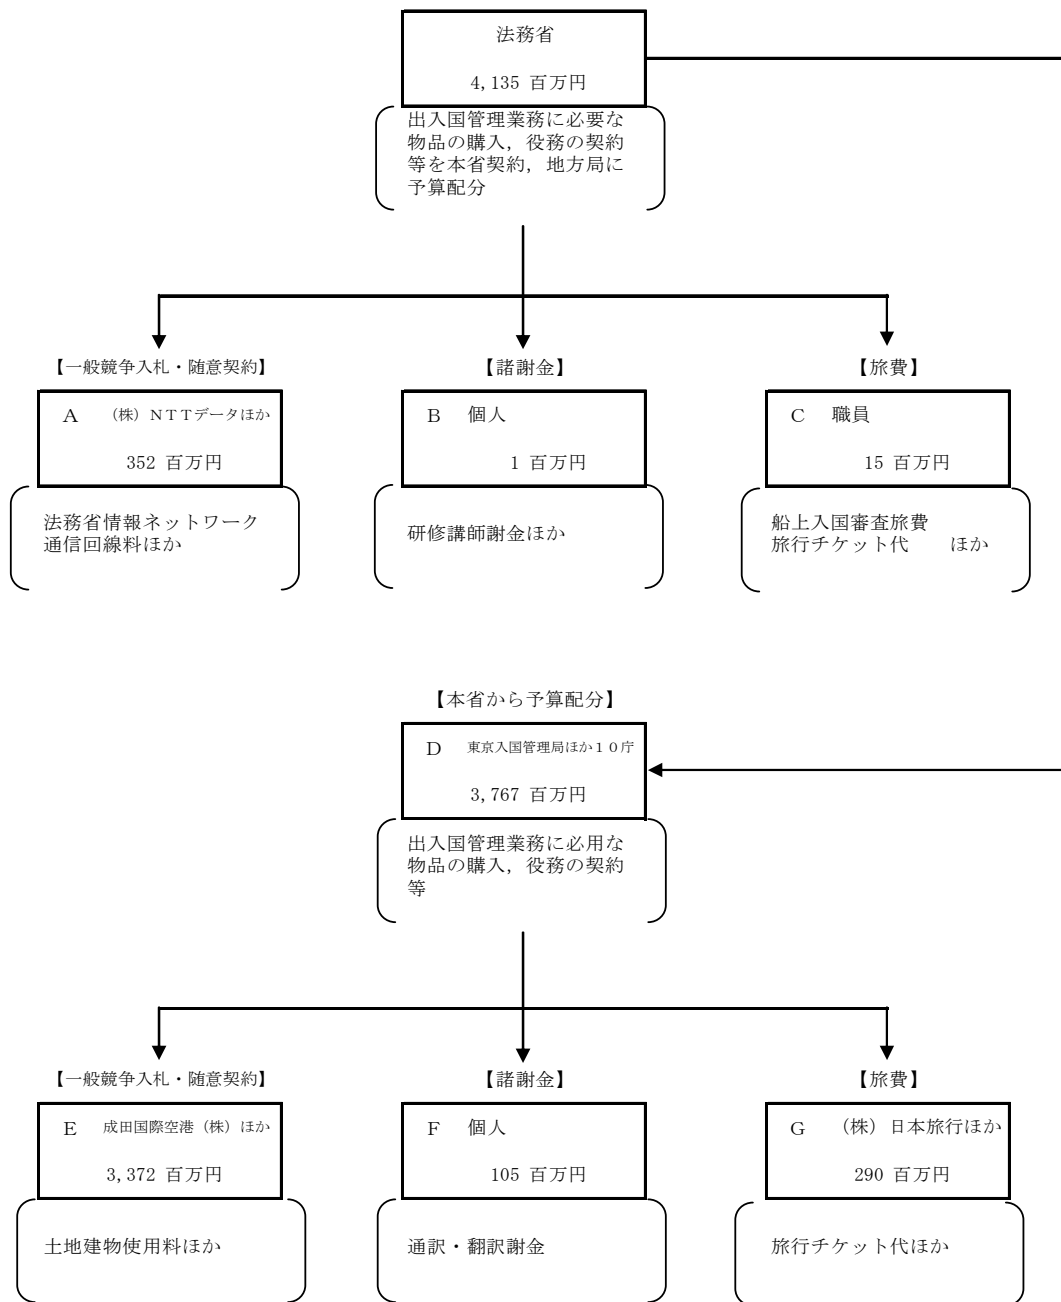 法務省
4,135 百万円
出入国管理業務に必要な
物品の購入，役務の契約
等を本省契約，地方局に
予算配分
【一般競争入札・随意契約】
A （株）ＮＴＴデータほか
352 百万円
法務省情報ネットワーク
通信回線料ほか
【諸謝金】
B 個人
1 百万円
研修講師謝金ほか
【旅費】
C 職員
15 百万円
船上入国審査旅費
旅行チケット代　　ほか
【本省から予算配分】
D 東京入国管理局ほか１０庁
3,767 百万円
出入国管理業務に必用な
物品の購入，役務の契約
等
【一般競争入札・随意契約】
E 成田国際空港（株）ほか
3,372 百万円
土地建物使用料ほか
【諸謝金】
F 個人
105 百万円
通訳・翻訳謝金
【旅費】
G （株）日本旅行ほか
290 百万円
旅行チケット代ほか